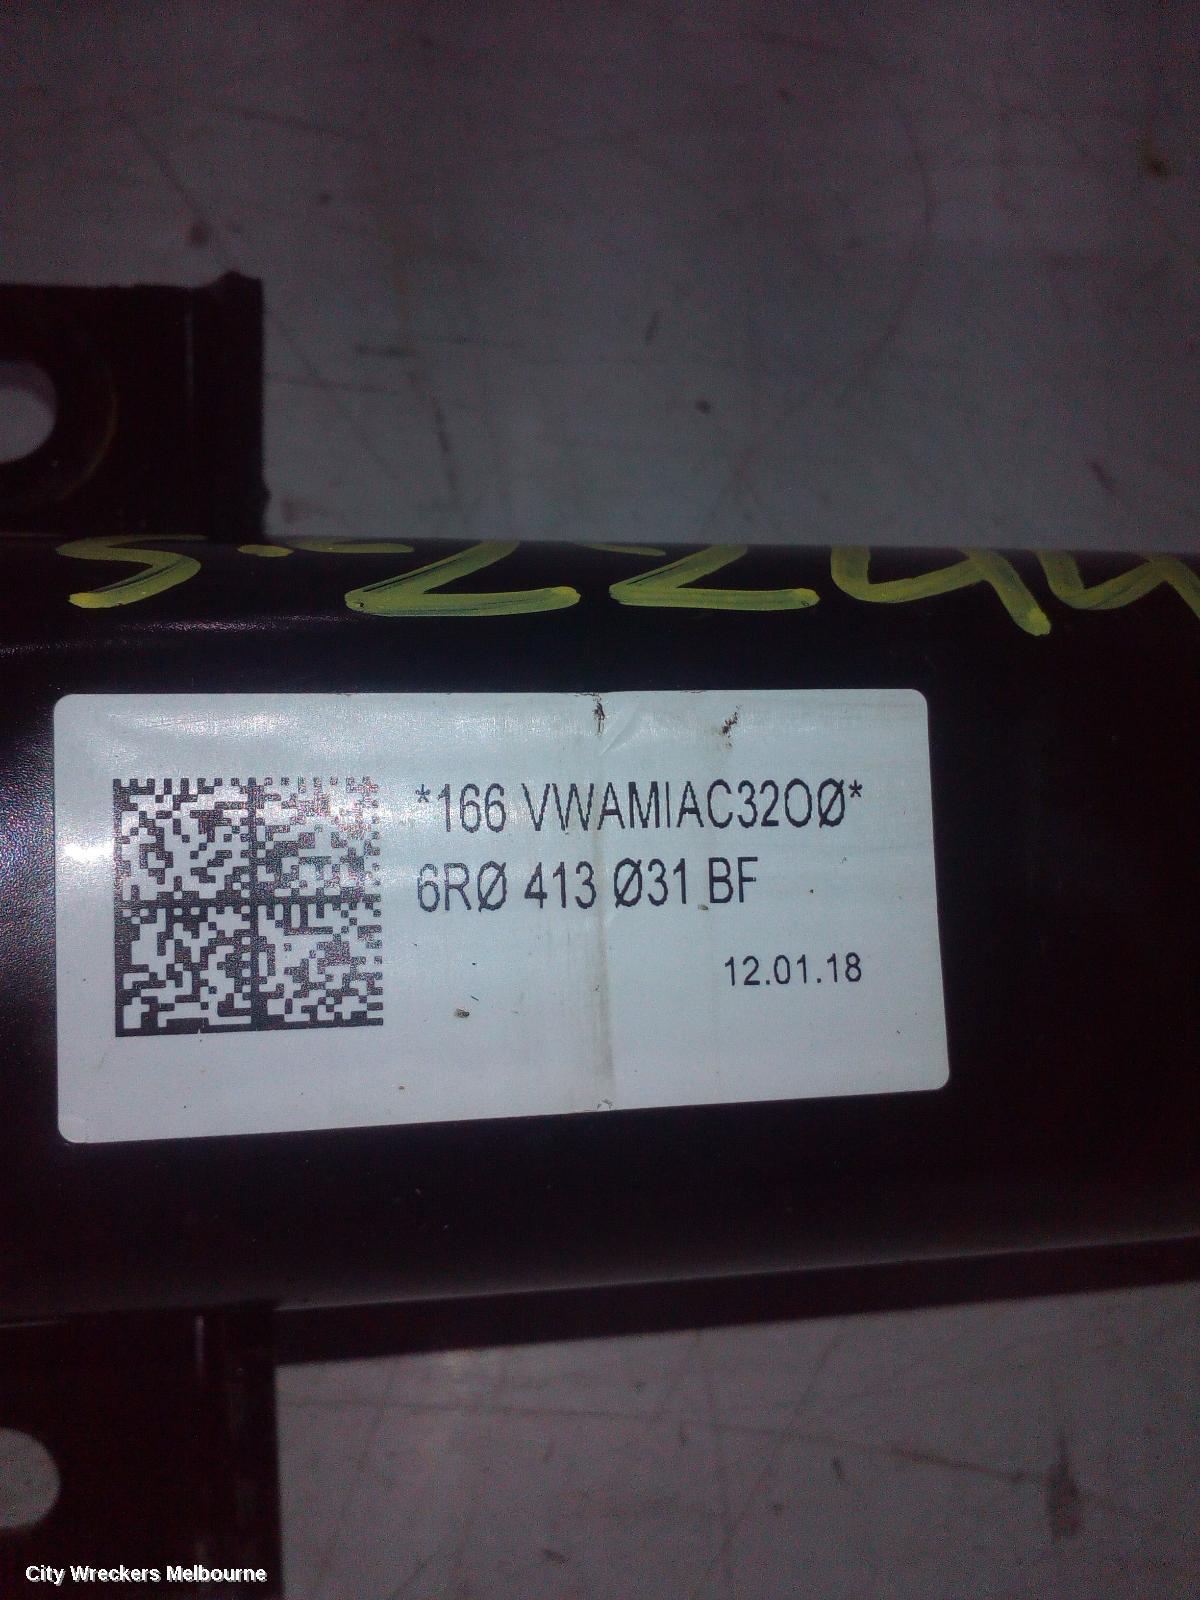 *166 VWAMIAC32OØ*
6RØ 413 Ø31 BF
12.01.18
City Wreckers Melbourne